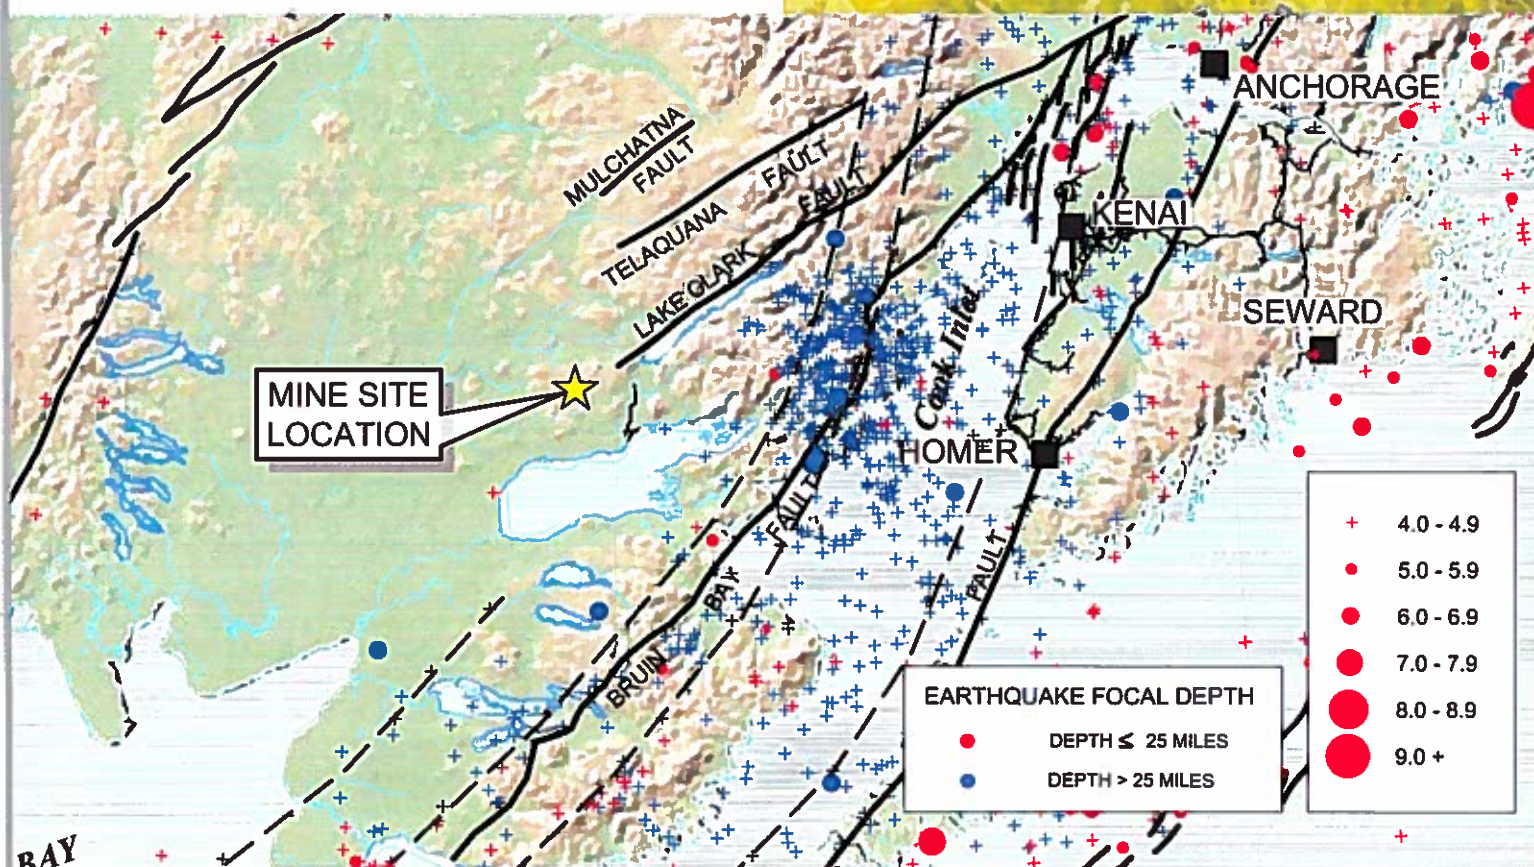 ANCHORAGE
MULCHATNA
FAULT
FAULT
TELAQUANA
FAULT
LAKE CLARK
KENAI
SEWARD
Cook Inlet
MINE SITE
LOCATION
HOMER
FAULT
BAY
BRUIN
FAULT
4.0 - 4.9
5.0 - 5.9
6.0 - 6.9
7.0 - 7.9
8.0 - 8.9
9.0 +
EARTHQUAKE FOCAL DEPTH
DEPTH ≤ 25 MILES
DEPTH > 25 MILES
BAY